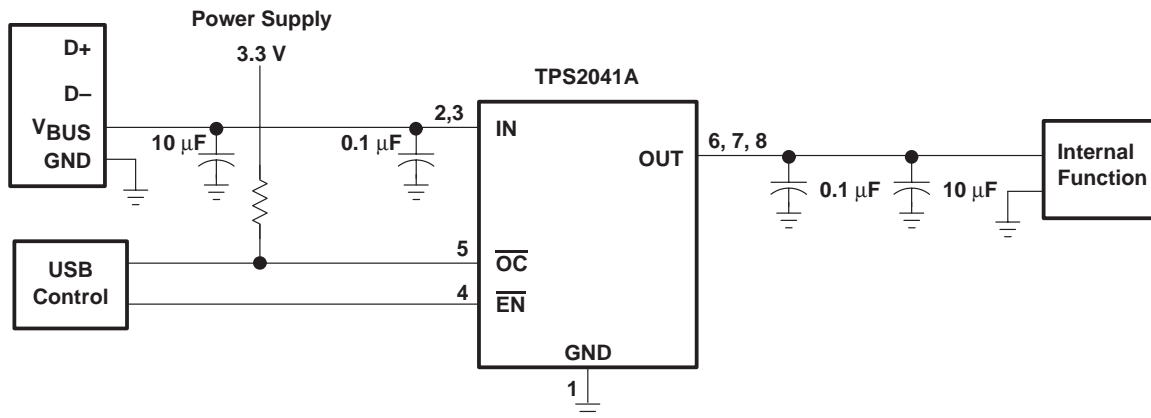 Power Supply
3.3 V
D+
D–
VBUS
GND
10 µF
0.1 µF
2,3
TPS2041A
IN
OUT
6, 7, 8
0.1 µF
10 µF
Internal
Function
USB
Control
5
OC
4
EN
GND
1